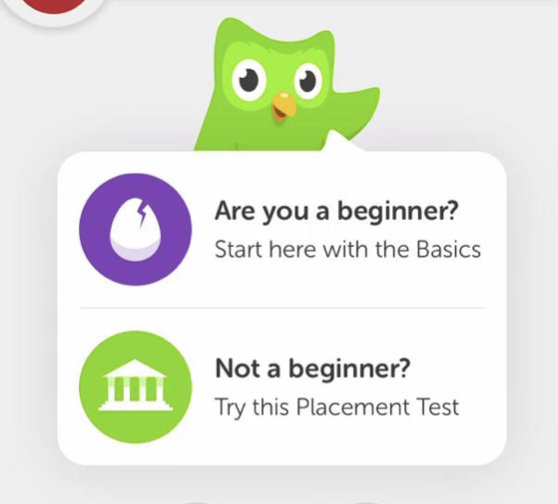 Are you a beginner?
Start here with the Basics
Not a beginner?
Try this Placement Test